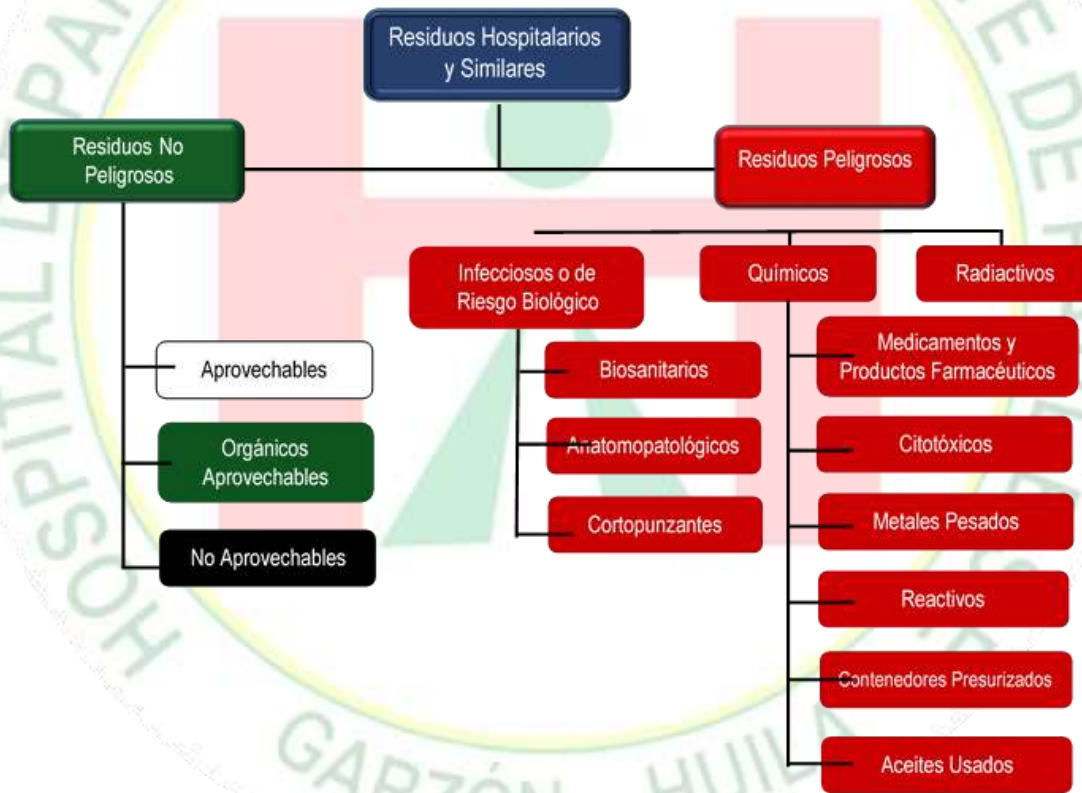 Residuos Hospitalarios
y Similares
Residuos No
Peligrosos
Residuos Peligrosos
Infecciosos o de
Riesgo Biológico
Químicos
Radiactivos
Aprovechables
Orgánicos
Aprovechables
No Aprovechables
Biosanitarios
Anatomopatológicos
Cortopunzantes
Medicamentos y
Productos Farmacéuticos
Citotóxicos
Metales Pesados
Reactivos
Contenedores Presurizados
Aceites Usados
HOSPITAL
GARZÓN HUILA